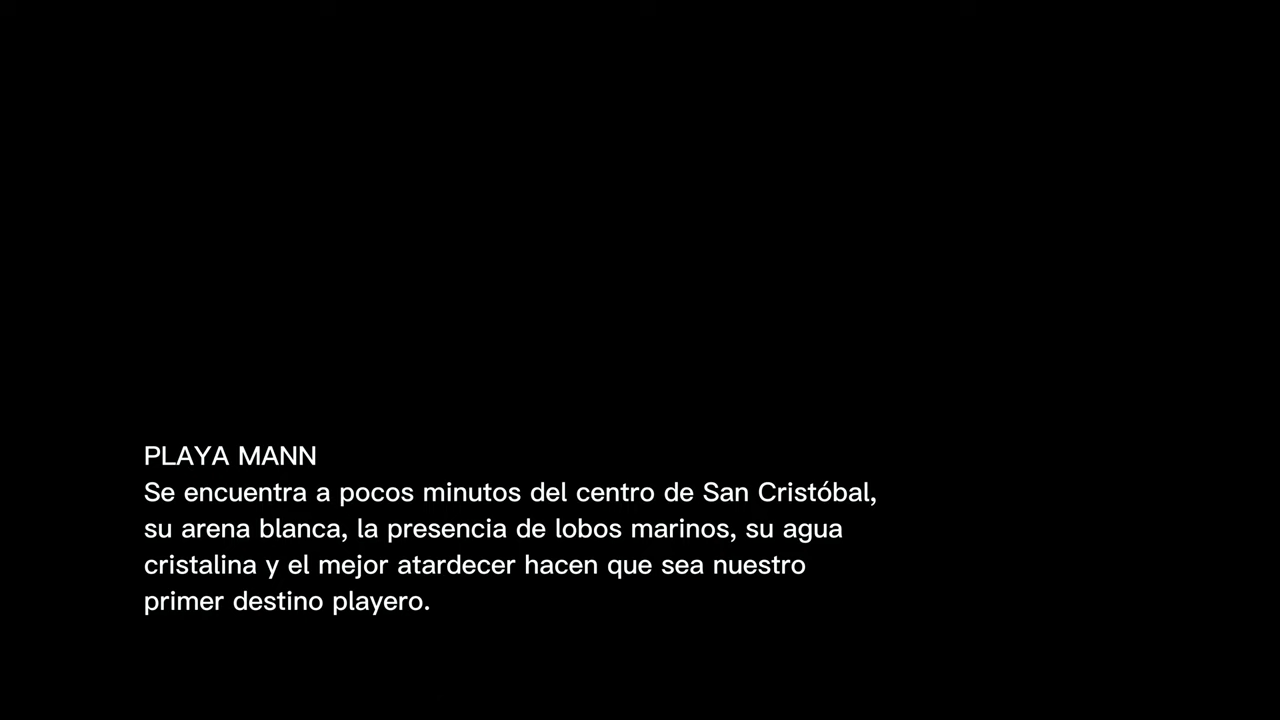 PLAYA MANN
Se encuentra a pocos minutos del centro de San Cristóbal,
su arena blanca, la presencia de lobos marinos, su agua
cristalina y el mejor atardecer hacen que sea nuestro
primer destino playero.